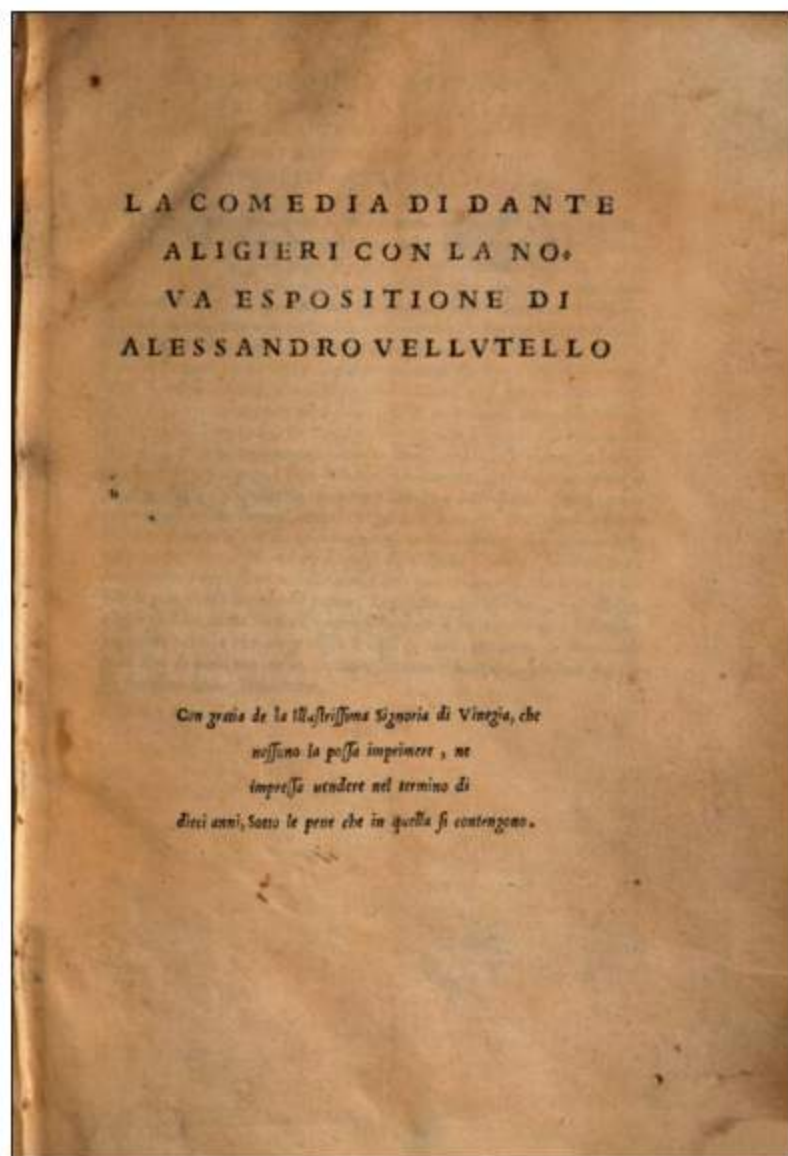 LA COMEDIA DI DANTE
ALIGIERI CON LA NO-
VA ESPOSITIONE DI
ALESSANDRO VELLVTELLO
Con gratia de la Illustrissima Signoria di Vinegia, che
nessuno la possa imprimere, ne
impressa uendere nel termino di
dieci anni, Sotto le pene che in quella si contengono.